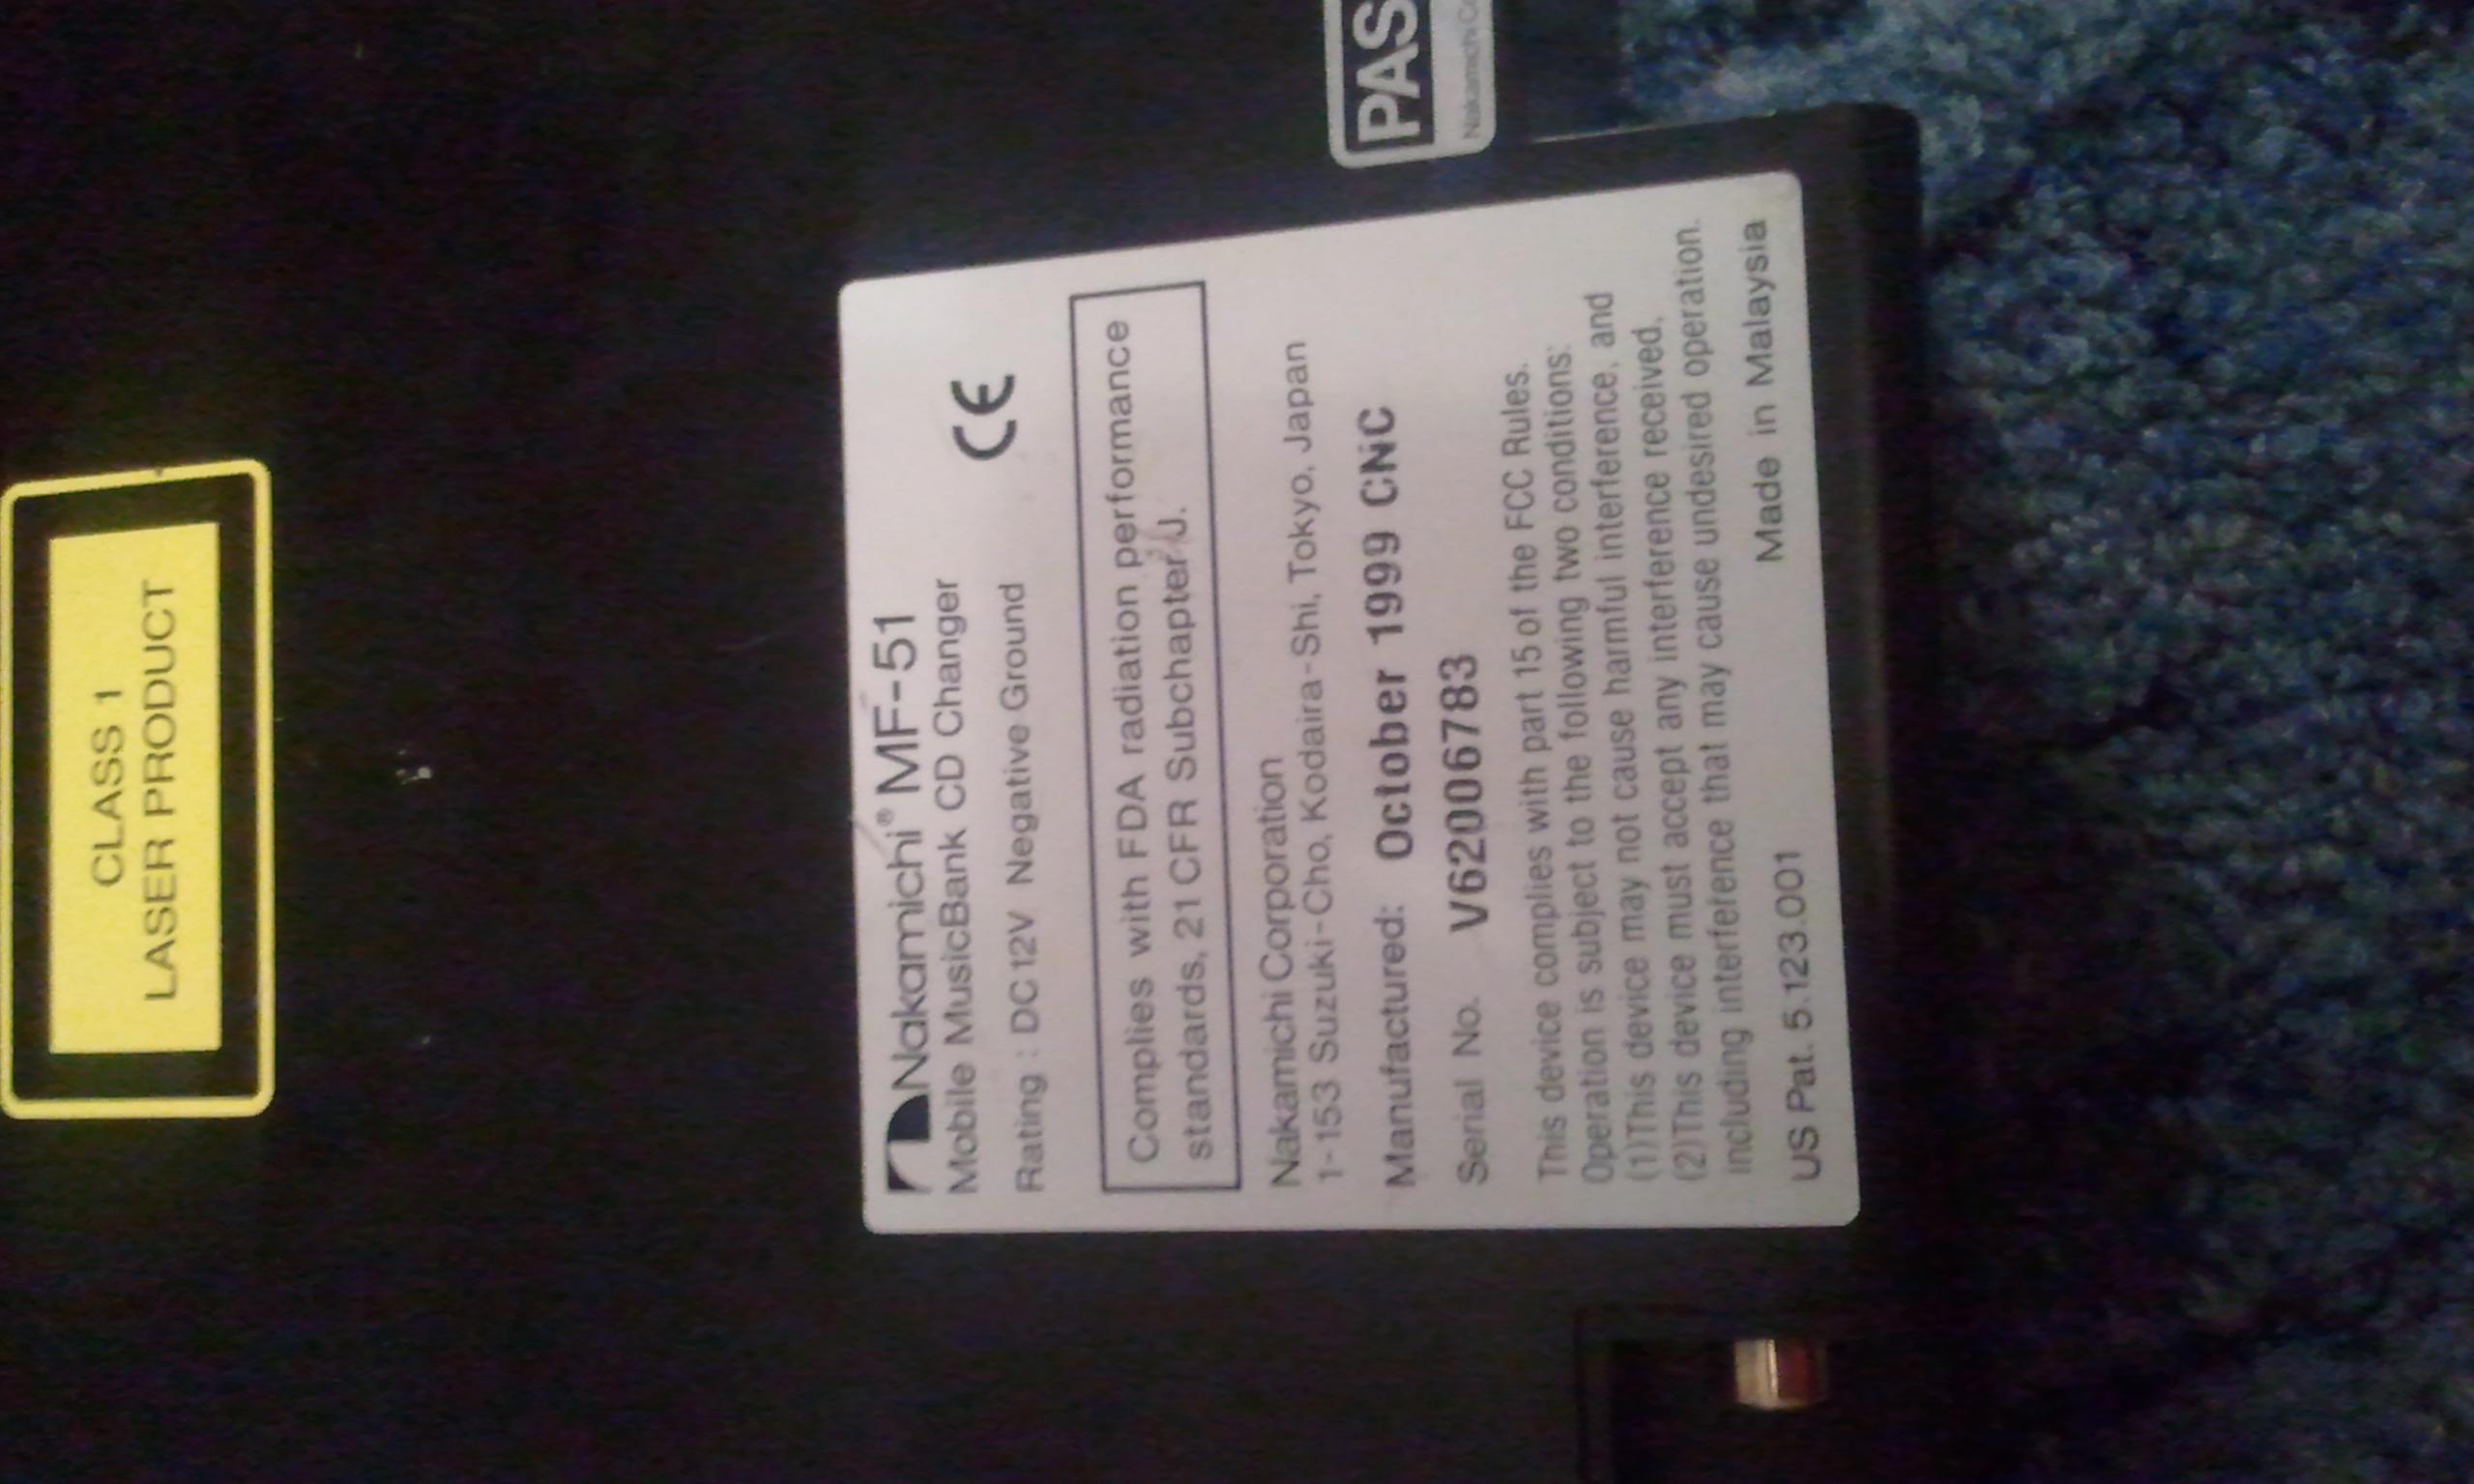 CLASS 1
LASER PRODUCT
Nakamichi® MF-51
Mobile MusicBank CD Changer
Rating : DC 12V Negative Ground
CE
Complies with FDA radiation performance
standards, 21 CFR Subchapter J.
Nakamichi Corporation
1-153 Suzuki-Cho, Kodaira-Shi, Tokyo, Japan
Manufactured: October 1999 CNC
Serial No. V62006783
This device complies with part 15 of the FCC Rules.
Operation is subject to the following two conditions:
(1)This device may not cause harmful interference, and
(2)This device must accept any interference received,
including interference that may cause undesired operation.
Made in Malaysia
US Pat. 5.123.001
PAS
Nakamichi Co